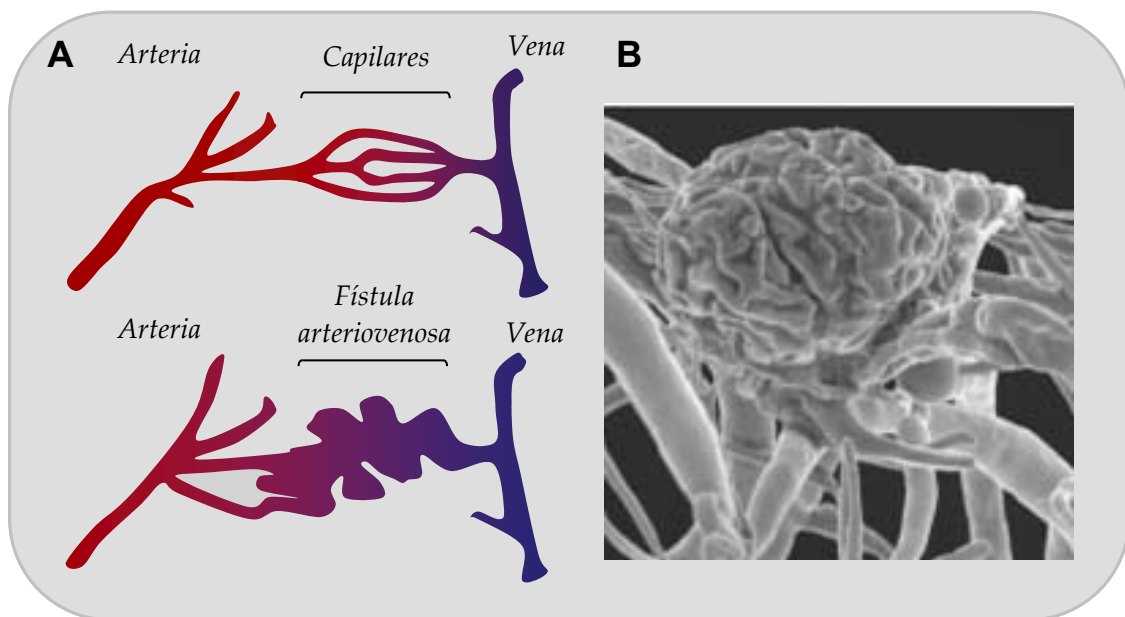 A
Arteria
Capilares
Vena
Arteria
Fístula
arteriovenosa
Vena
B